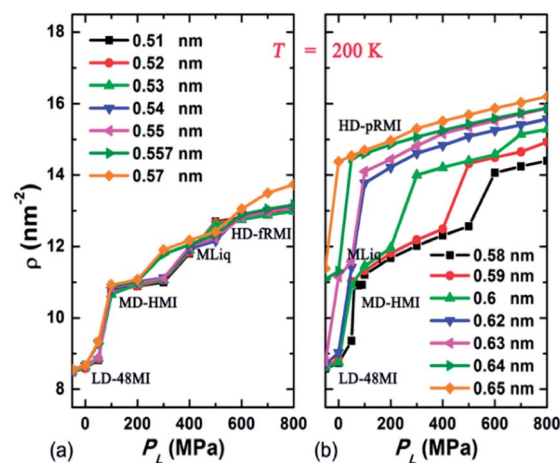 T = 200 K
ρ (nm⁻²)
18
16
14
12
10
8
0.51 nm
0.52 nm
0.53 nm
0.54 nm
0.55 nm
0.557 nm
0.57 nm
HD-fRMI
MLiq
MD-HMI
LD-48MI
0 200 400 600 800
(a) P_L (MPa)
HD-pRMI
MLiq
MD-HMI
LD-48MI
0.58 nm
0.59 nm
0.6 nm
0.62 nm
0.63 nm
0.64 nm
0.65 nm
0 200 400 600 800
(b) P_L (MPa)